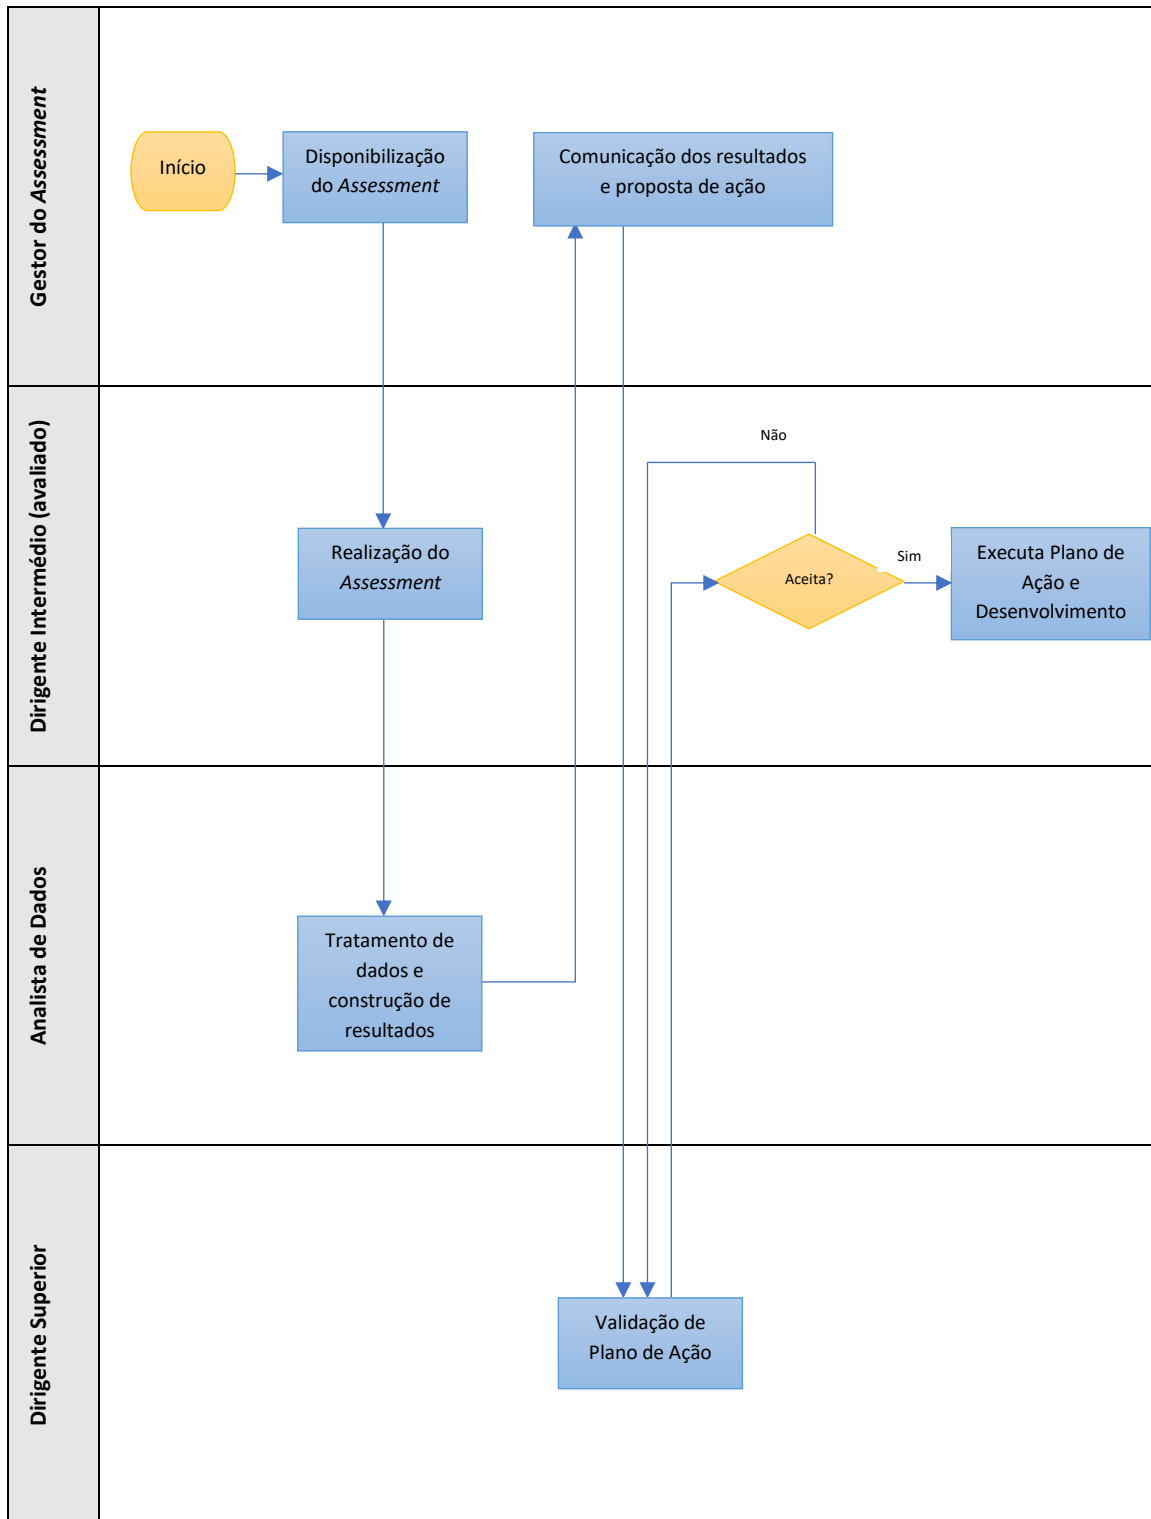 Gestor do Assessment
Início
Disponibilização
do Assessment
Comunicação dos resultados
e proposta de ação
Dirigente Intermédio (avaliado)
Realização do
Assessment
Não
Aceita?
Sim
Executa Plano de
Ação e
Desenvolvimento
Analista de Dados
Tratamento de
dados e
construção de
resultados
Dirigente Superior
Validação de
Plano de Ação